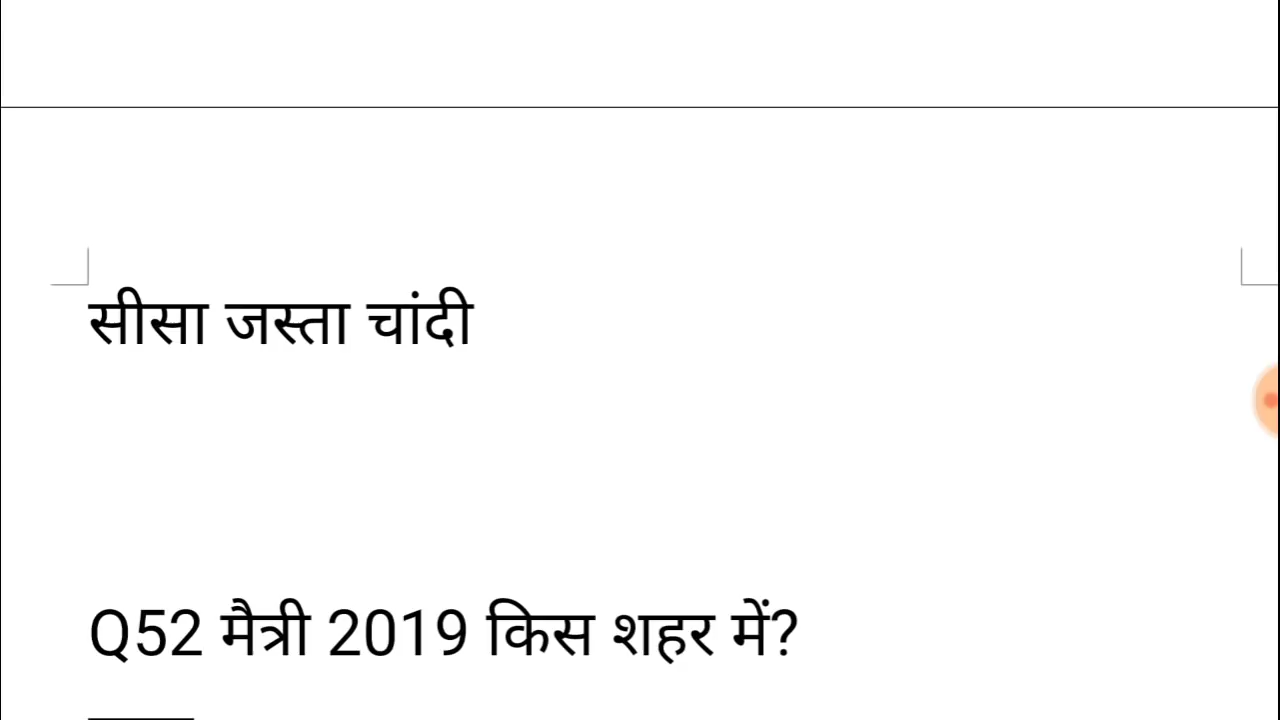 सीसा जस्ता चांदी
Q52 मैत्री 2019 किस शहर में?